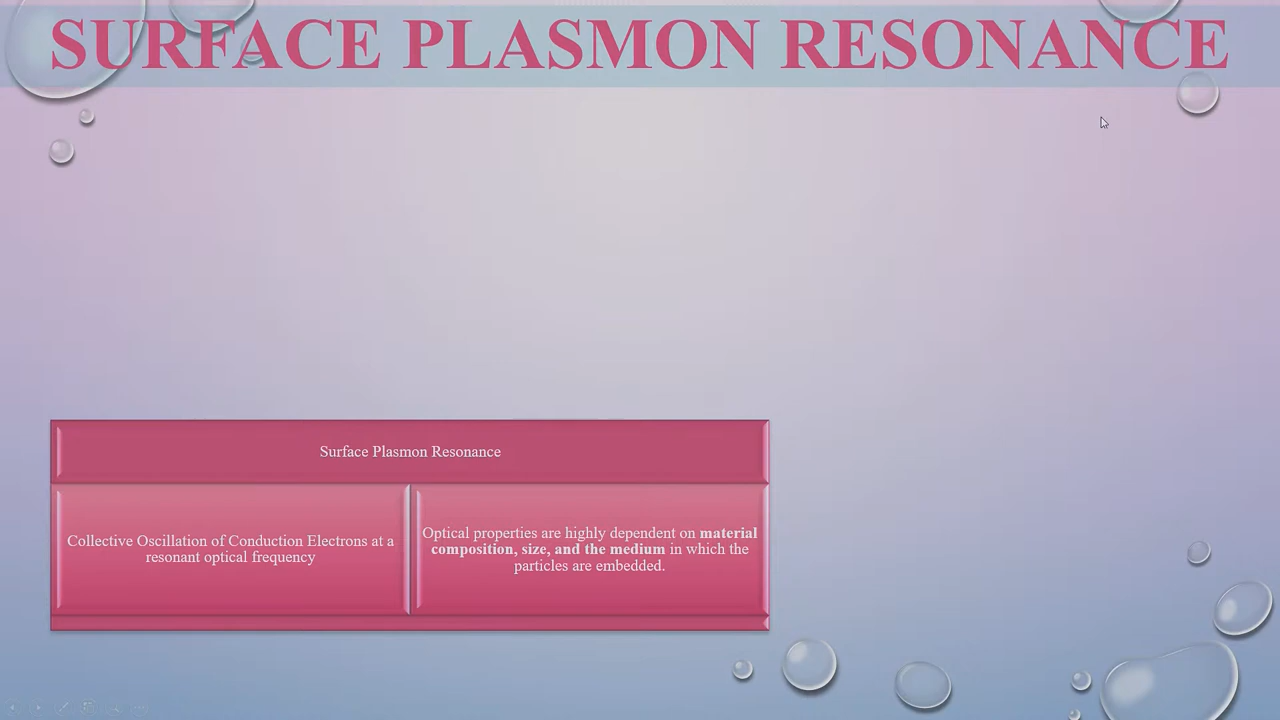 SURFACE PLASMON RESONANCE
Surface Plasmon Resonance
Collective Oscillation of Conduction Electrons at a
resonant optical frequency
Optical properties are highly dependent on material
composition, size, and the medium in which the
particles are embedded.